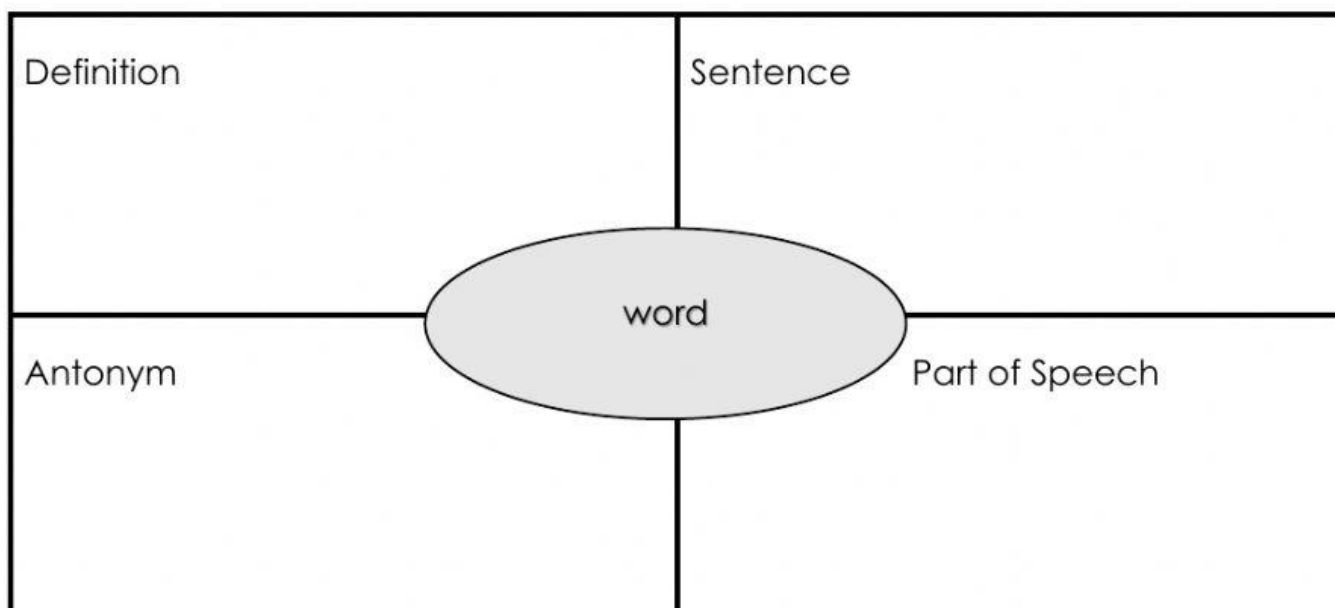 Definition
Sentence
word
Antonym
Part of Speech